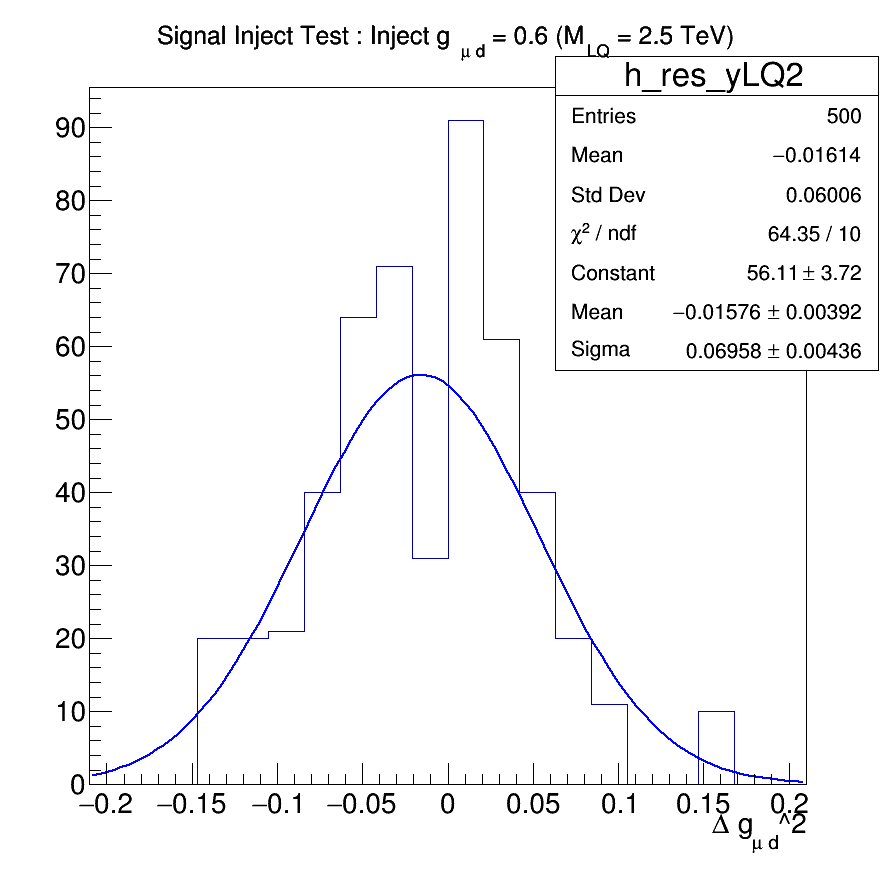 Signal Inject Test : Inject g μ d = 0.6 (M LQ = 2.5 TeV)
h_res_yLQ2
Entries 500
Mean −0.01614
Std Dev 0.06006
χ² / ndf 64.35 / 10
Constant 56.11 ± 3.72
Mean −0.01576 ± 0.00392
Sigma 0.06958 ± 0.00436
90
80
70
60
50
40
30
20
10
0
−0.2 −0.15 −0.1 −0.05 0 0.05 0.1 0.15 0.2
Δ g μ d^2